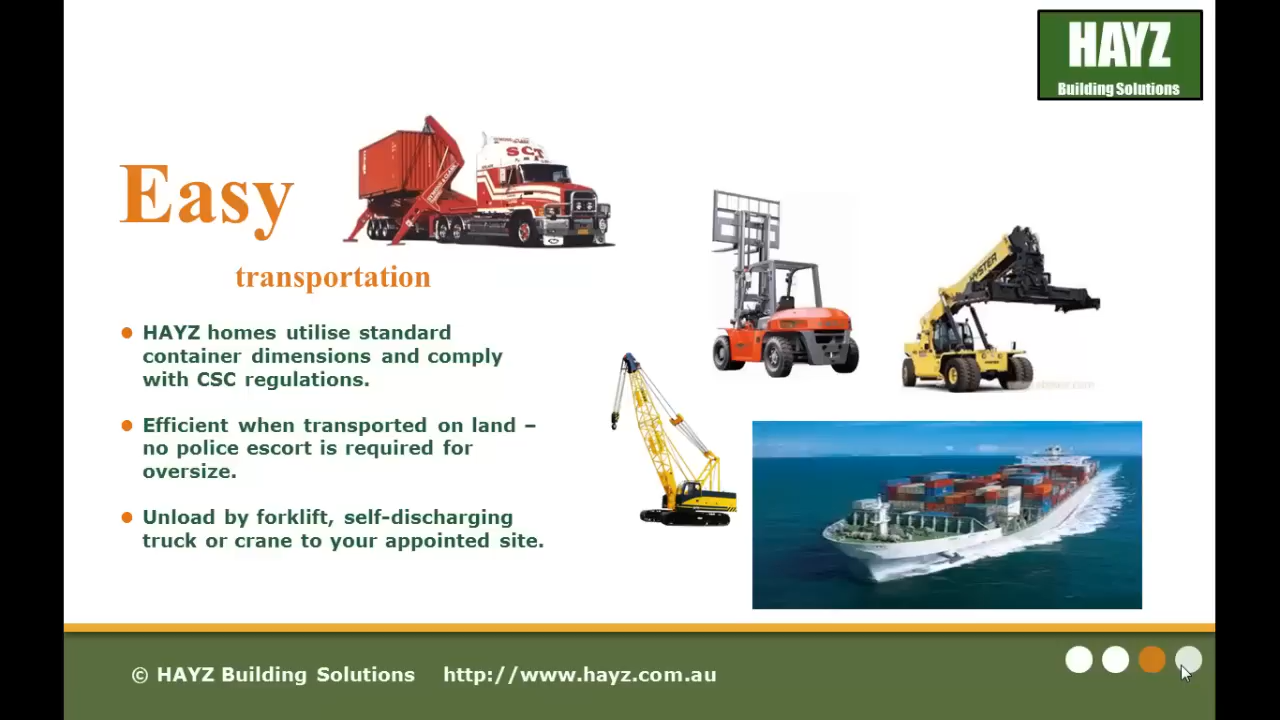 HAYZ
Building Solutions
Easy
SCT
transportation
HYSTER
HAYZ homes utilise standard
container dimensions and comply
with CSC regulations.
Efficient when transported on land –
no police escort is required for
oversize.
Unload by forklift, self-discharging
truck or crane to your appointed site.
© HAYZ Building Solutions http://www.hayz.com.au